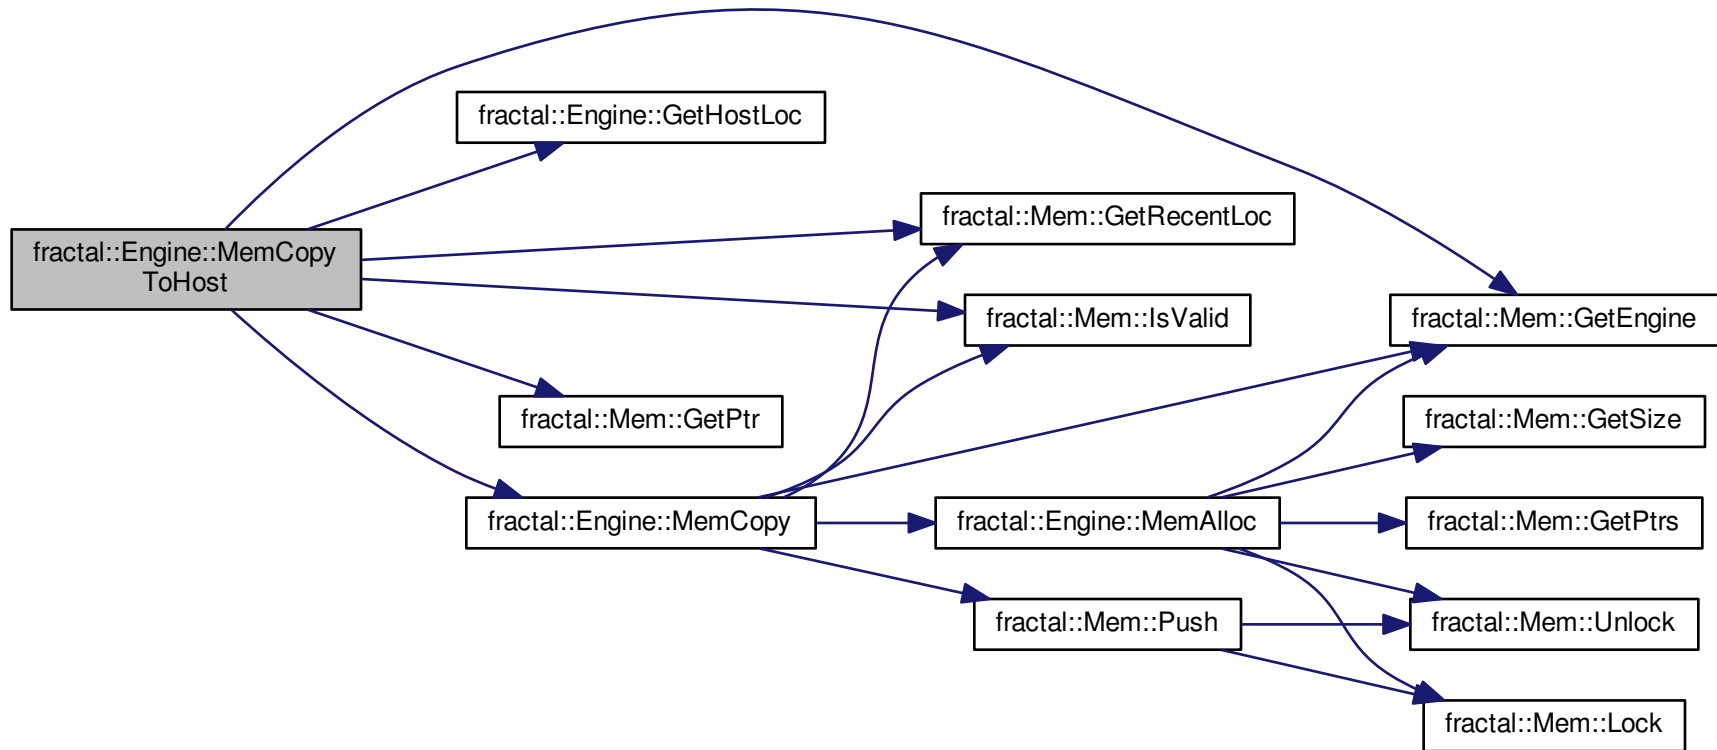 fractal::Engine::GetHostLoc
fractal::Mem::GetRecentLoc
fractal::Engine::MemCopy
ToHost
fractal::Mem::IsValid
fractal::Mem::GetEngine
fractal::Mem::GetPtr
fractal::Mem::GetSize
fractal::Engine::MemCopy
fractal::Engine::MemAlloc
fractal::Mem::GetPtrs
fractal::Mem::Push
fractal::Mem::Unlock
fractal::Mem::Lock